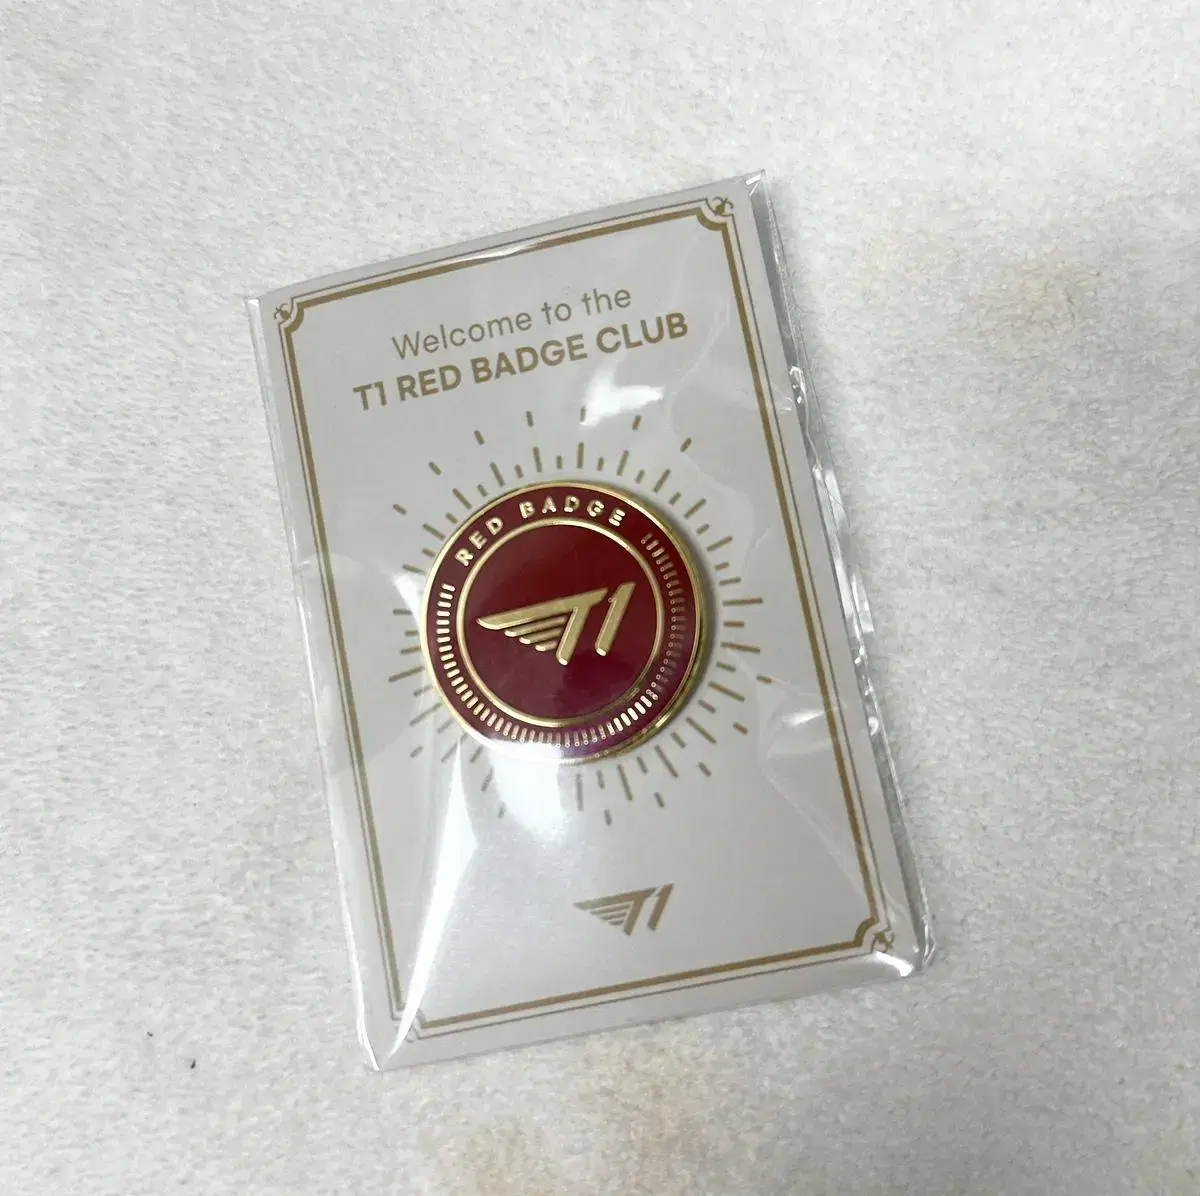 Welcome to the
T1 RED BADGE CLUB
RED BADGE
T1
T1